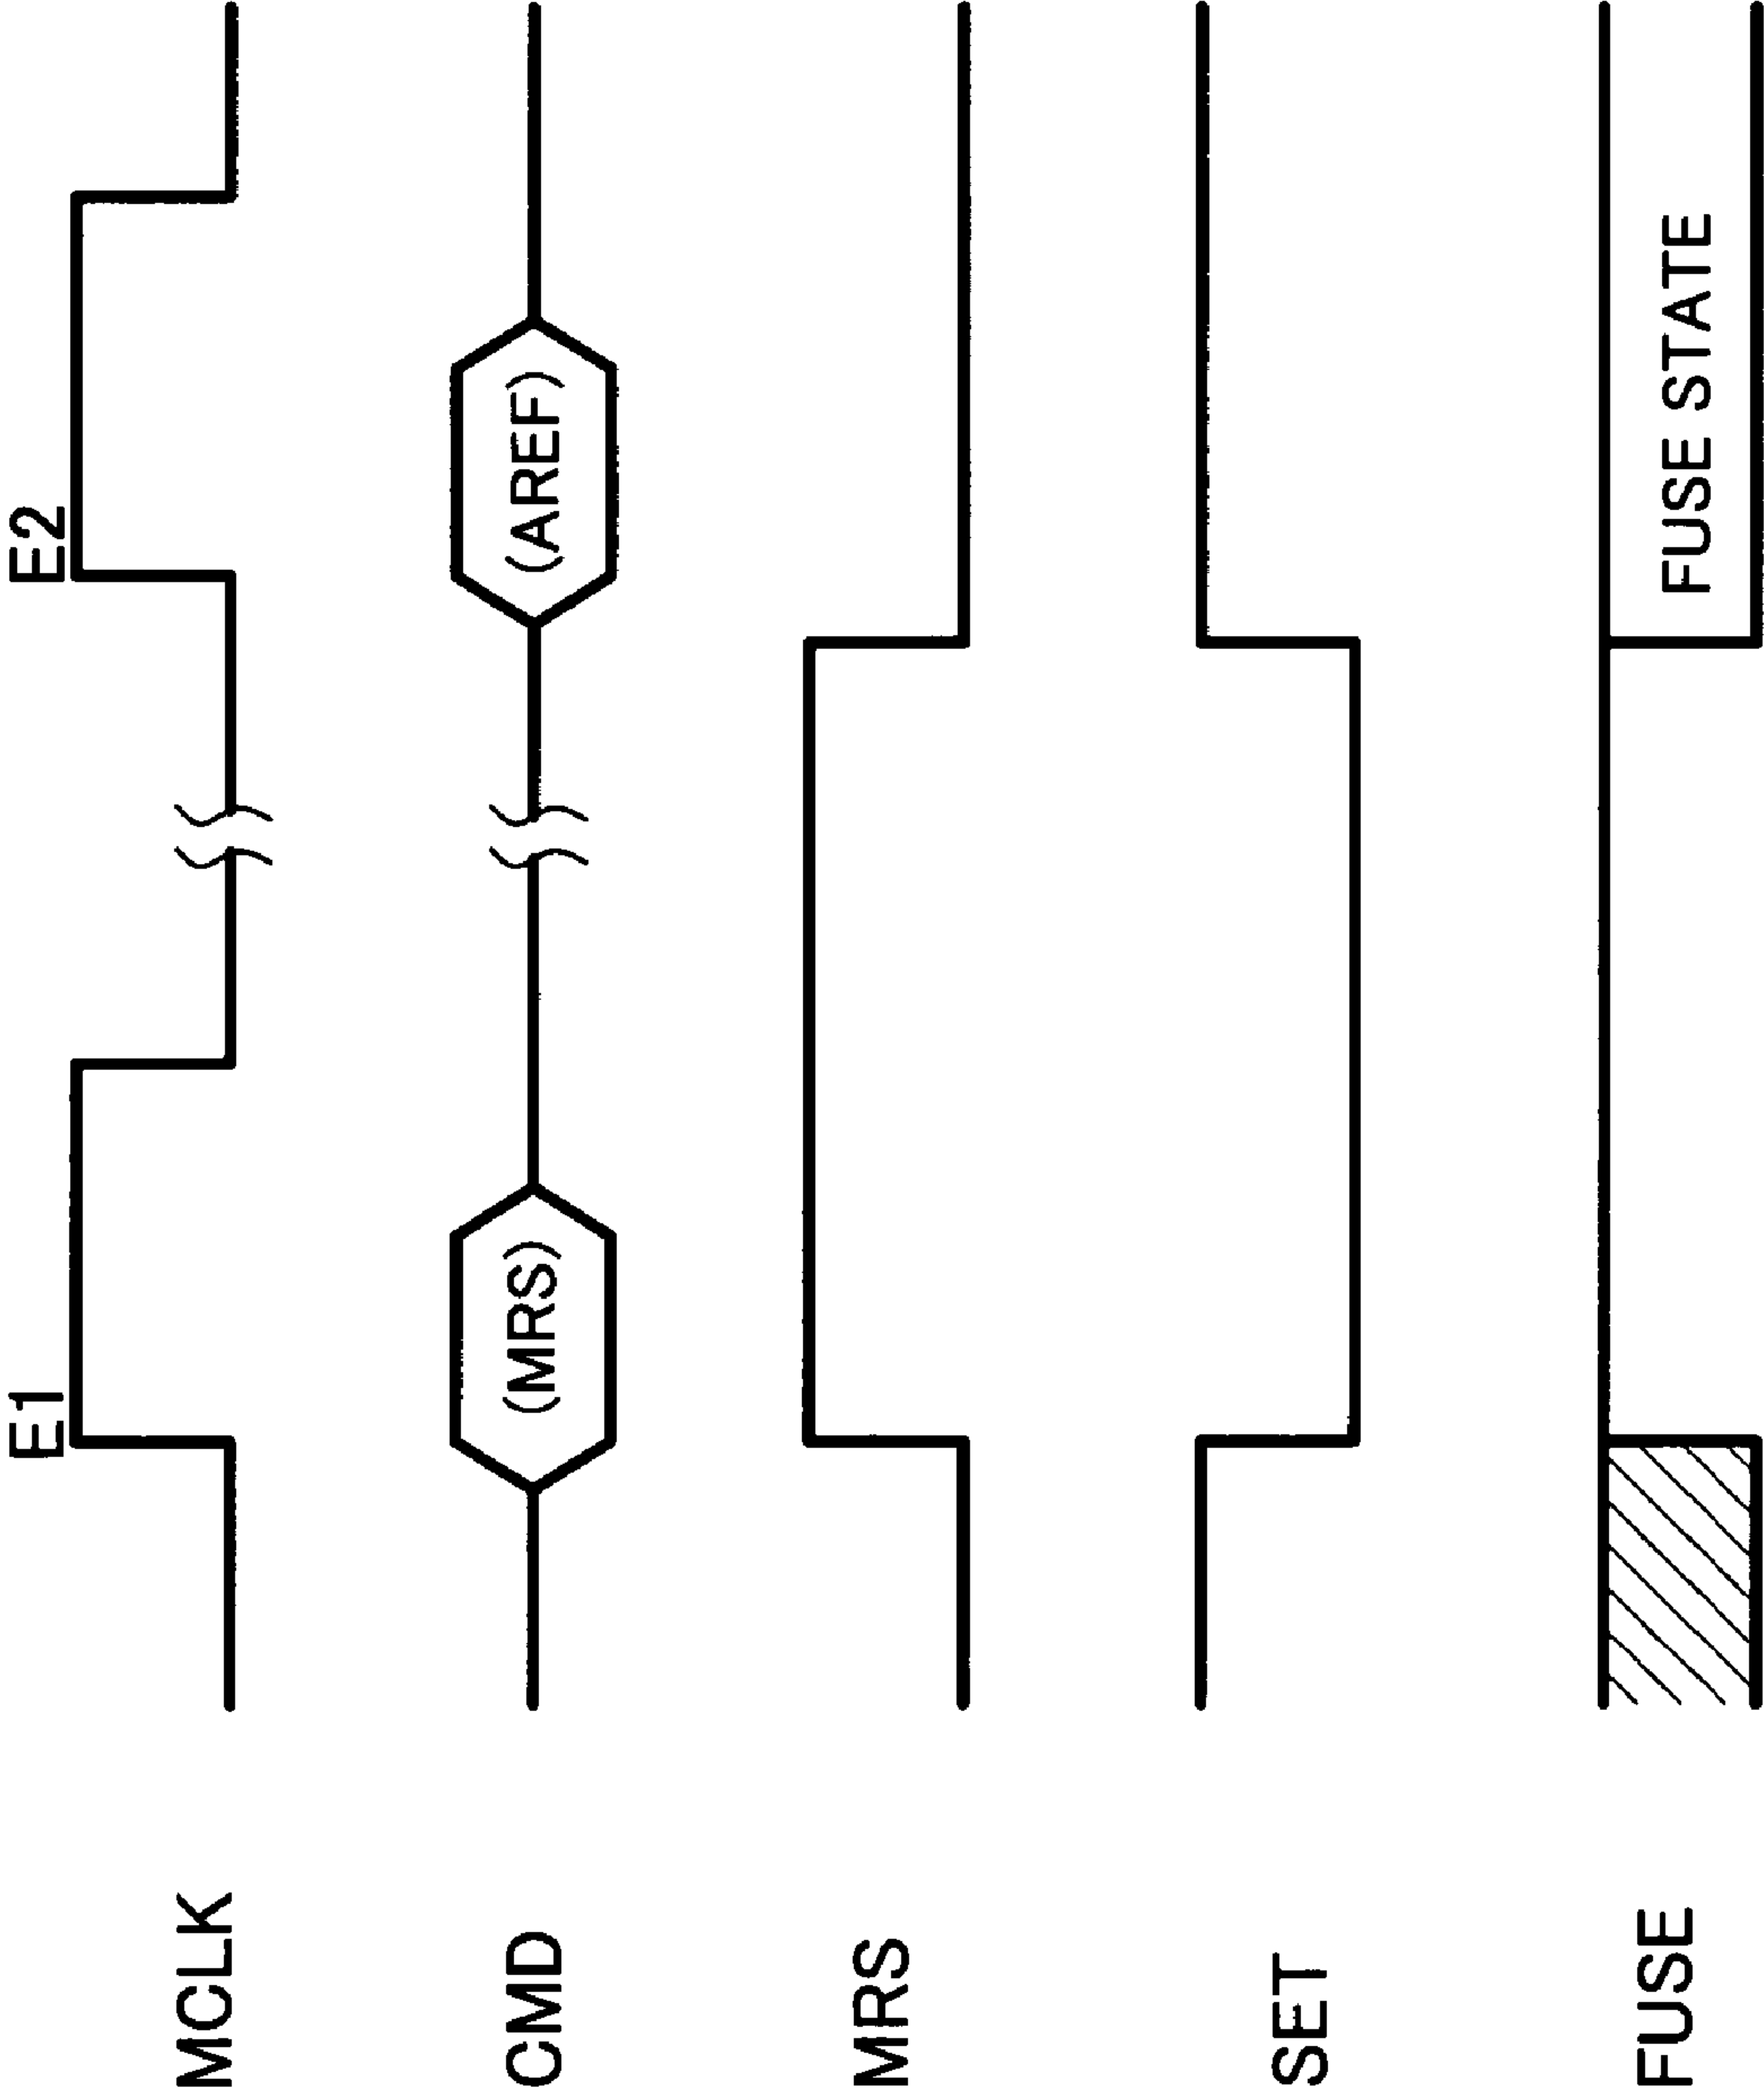 E1
E2
MCLK
CMD
(MRS)
(AREF)
MRS
SET
FUSE
FUSE STATE